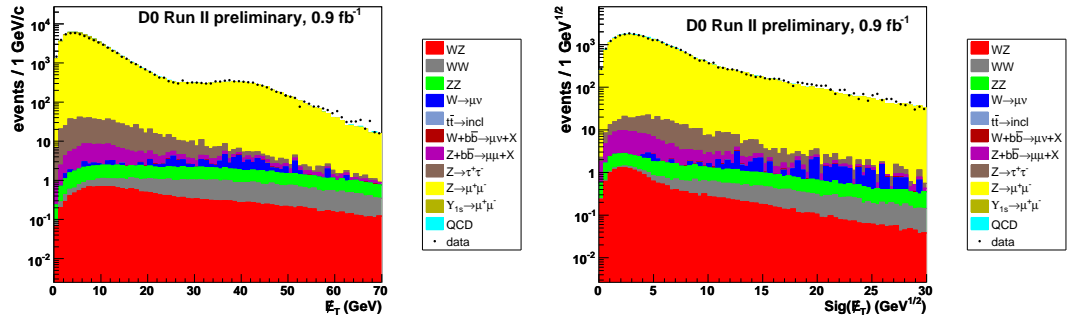 D0 Run II preliminary, 0.9 fb⁻¹
events / 1 GeV/c
10⁴
10³
10²
10
1
10⁻¹
10⁻²
0 10 20 30 40 50 60 70
E̸_T (GeV)
WZ
WW
ZZ
W→μν
tt̄→incl
W+bb̄→μν+X
Z+bb̄→μμ+X
Z→τ⁺τ⁻
Z→μ⁺μ⁻
Υ₁ₛ→μ⁺μ⁻
QCD
data
D0 Run II preliminary, 0.9 fb⁻¹
events / 1 GeV^1/2
10³
10²
10
1
10⁻¹
10⁻²
0 5 10 15 20 25 30
Sig(E̸_T) (GeV^1/2)
WZ
WW
ZZ
W→μν
tt̄→incl
W+bb̄→μν+X
Z+bb̄→μμ+X
Z→τ⁺τ⁻
Z→μ⁺μ⁻
Υ₁ₛ→μ⁺μ⁻
QCD
data